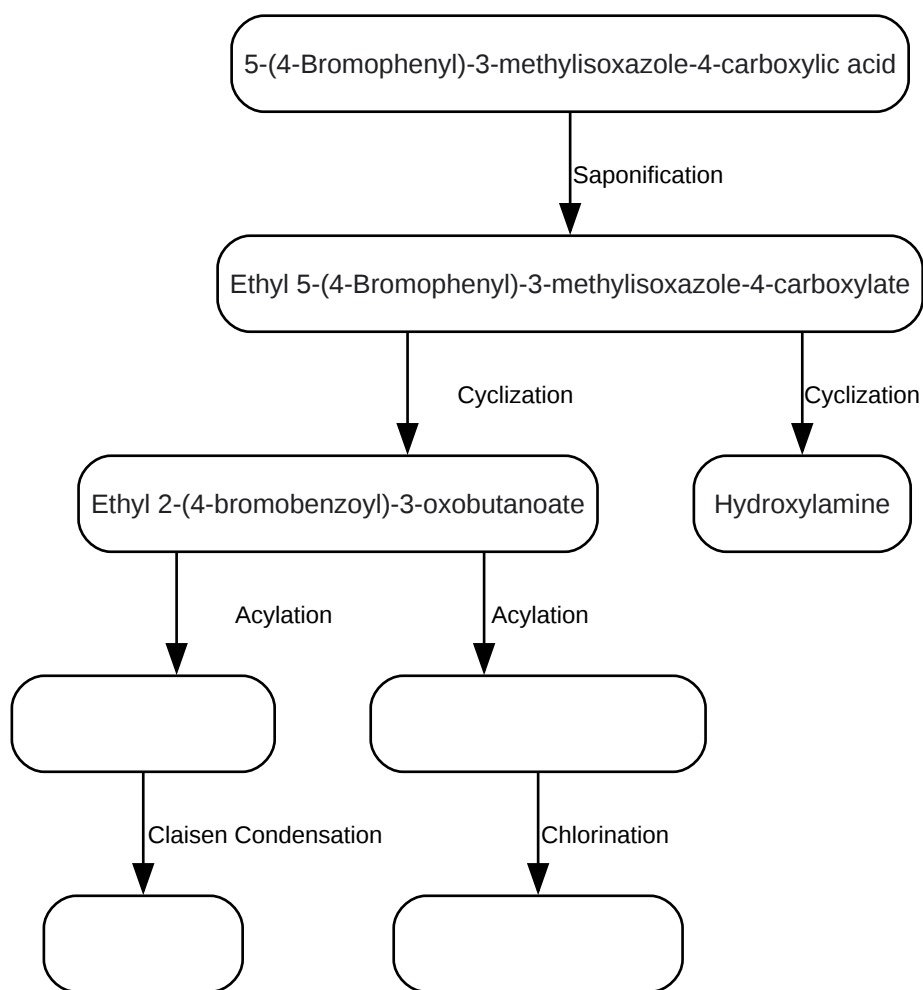 5-(4-Bromophenyl)-3-methylisoxazole-4-carboxylic acid
Saponification
Ethyl 5-(4-Bromophenyl)-3-methylisoxazole-4-carboxylate
Cyclization
Cyclization
Ethyl 2-(4-bromobenzoyl)-3-oxobutanoate
Hydroxylamine
Acylation
Acylation
Claisen Condensation
Chlorination